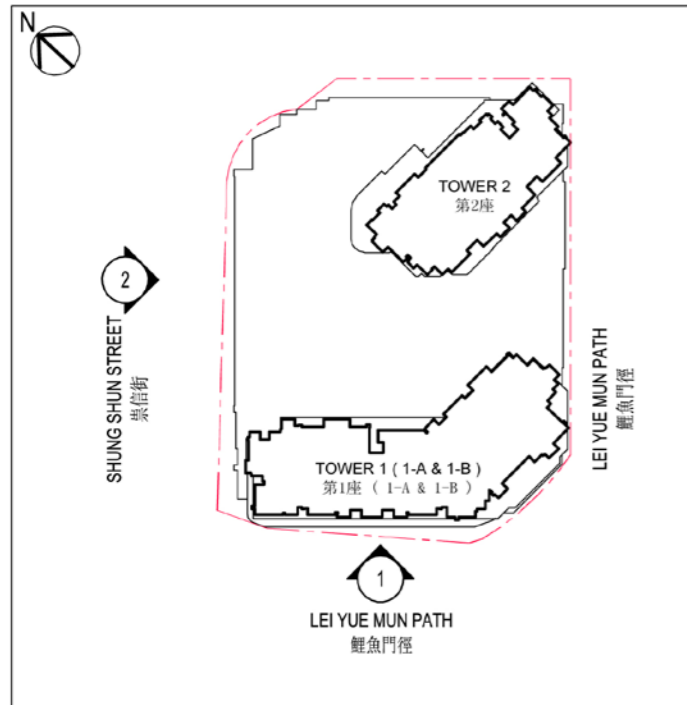 N
TOWER 2
第2座
2
SHUNG SHUN STREET
崇信街
LEI YUE MUN PATH
鯉魚門徑
TOWER 1 ( 1-A & 1-B )
第1座 ( 1-A & 1-B )
1
LEI YUE MUN PATH
鯉魚門徑